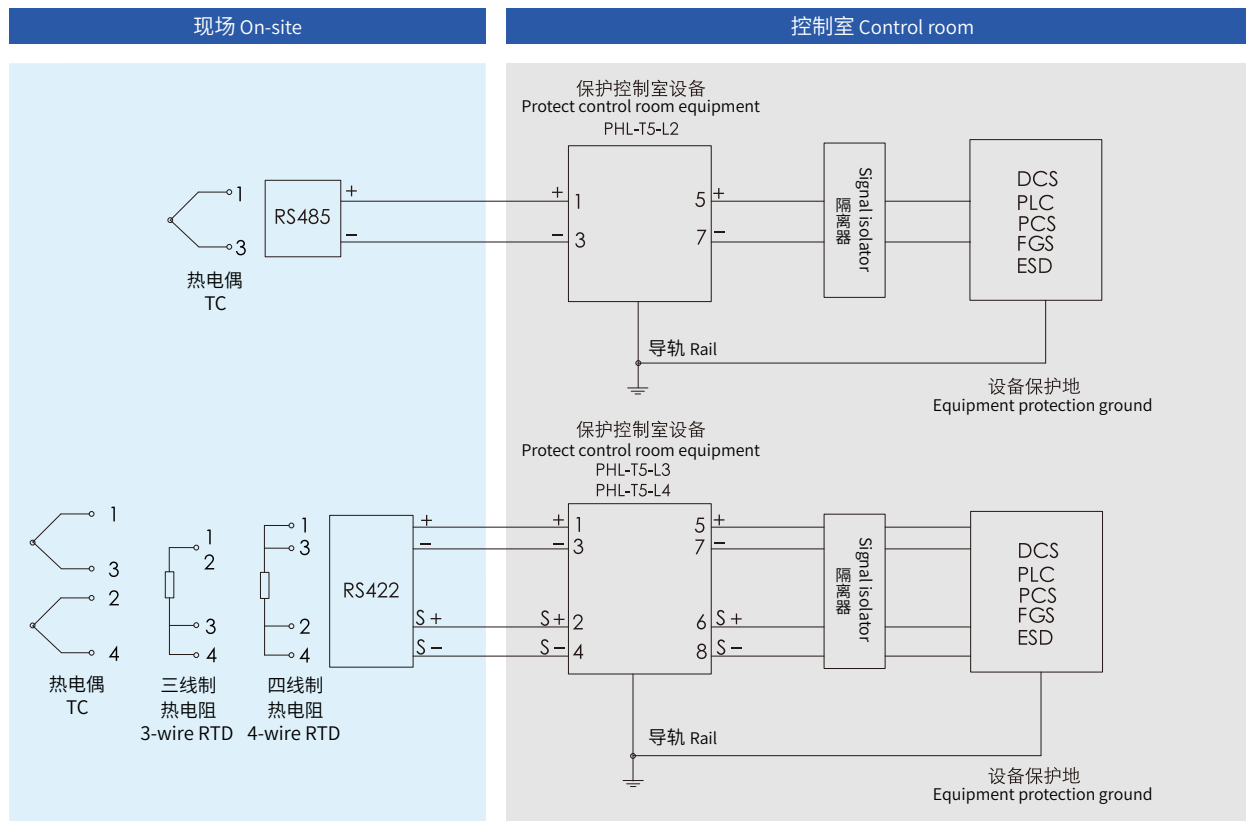 现场 On-site
控制室 Control room
保护控制室设备
Protect control room equipment
PHL-T5-L2
1
3
热电偶
TC
RS485
+
−
+
−
1
3
5
7
+
−
Signal isolator
隔离器
DCS
PLC
PCS
FGS
ESD
导轨 Rail
设备保护地
Equipment protection ground
保护控制室设备
Protect control room equipment
PHL-T5-L3
PHL-T5-L4
1
3
2
4
热电偶
TC
1
2
3
4
三线制
热电阻
3-wire RTD
1
3
2
4
四线制
热电阻
4-wire RTD
RS422
+
−
S+
S−
+
−
S+
S−
1
3
2
4
5
7
6
8
+
−
S+
S−
Signal isolator
隔离器
DCS
PLC
PCS
FGS
ESD
导轨 Rail
设备保护地
Equipment protection ground